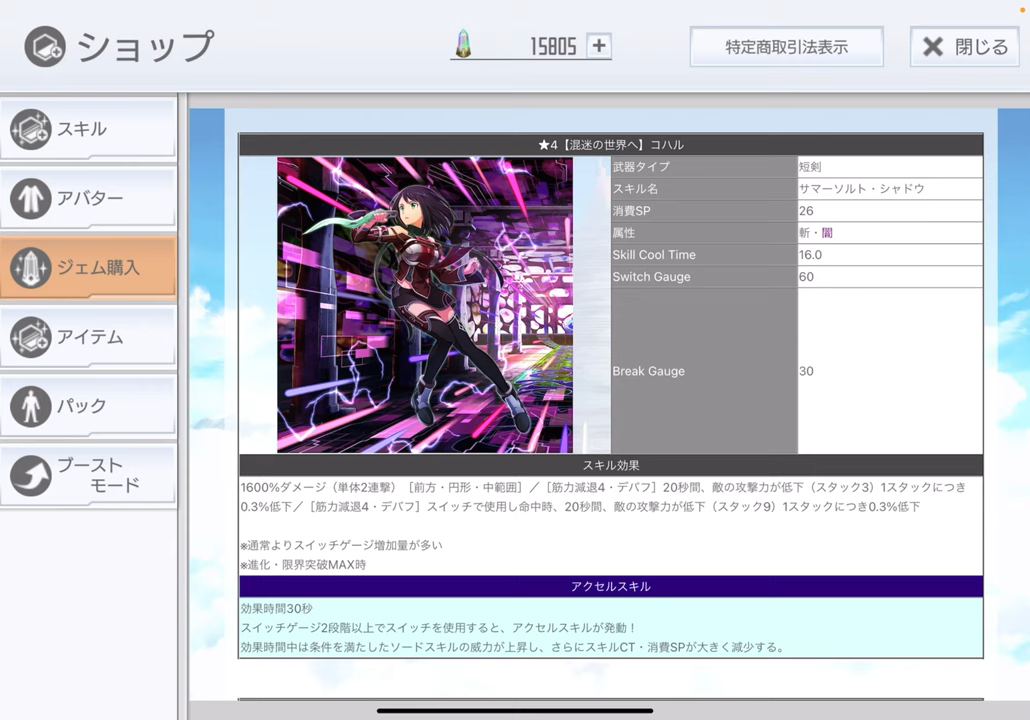 ショップ
15805
特定商取引法表示
閉じる
スキル
アバター
ジェム購入
アイテム
パック
ブースト
モード
★4【混迷の世界へ】コハル
武器タイプ 短剣
スキル名 サマーソルト・シャドウ
消費SP 26
属性 斬・闇
Skill Cool Time 16.0
Switch Gauge 60
Break Gauge 30
スキル効果
1600%ダメージ（単体2連撃）［前方・円形・中範囲］／［筋力減退4・デバフ］20秒間、敵の攻撃力が低下（スタック3）1スタックにつき
0.3%低下／［筋力減退4・デバフ］スイッチで使用し命中時、20秒間、敵の攻撃力が低下（スタック9）1スタックにつき0.3%低下
※通常よりスイッチゲージ増加量が多い
※進化・限界突破MAX時
アクセルスキル
効果時間30秒
スイッチゲージ2段階以上でスイッチを使用すると、アクセルスキルが発動！
効果時間中は条件を満たしたソードスキルの威力が上昇し、さらにスキルCT・消費SPが大きく減少する。